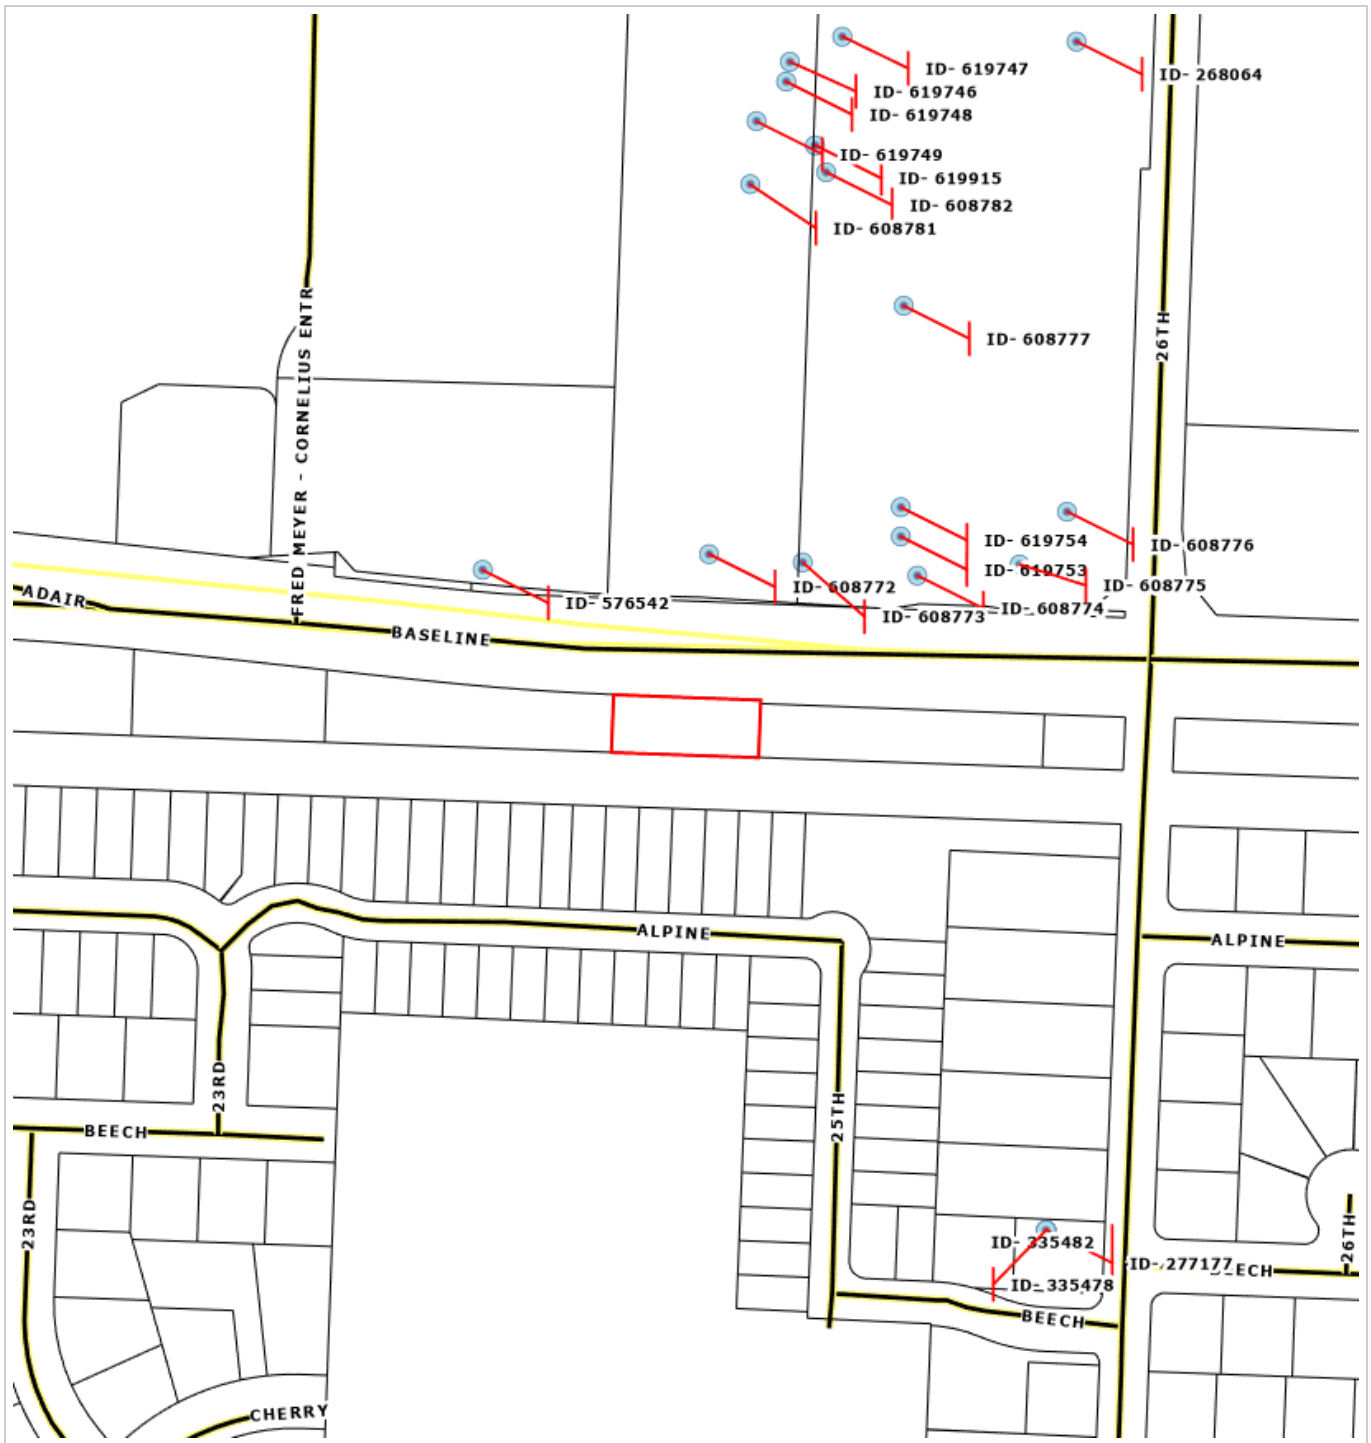 ID- 619747
ID- 268064
ID- 619746
ID- 619748
ID- 619749
ID- 619915
ID- 608782
ID- 608781
26TH
ID- 608777
FRED MEYER - CORNELIUS ENTR
ID- 619754
ID- 608776
ID- 619753
ID- 608775
ID- 608772
ADAIR
ID- 576542
ID- 608774
ID- 608773
BASELINE
ALPINE
ALPINE
23RD
25TH
BEECH
23RD
26TH
ID- 335482
ID- 277177
ID- 335478
BEECH
CHERRY